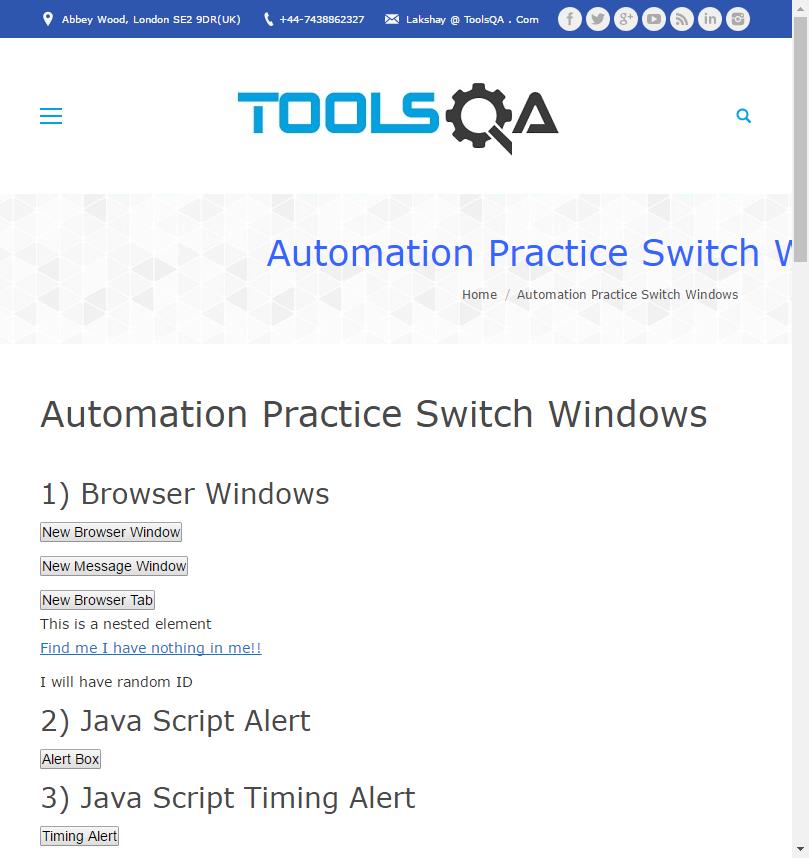 Abbey Wood, London SE2 9DR(UK) +44-7438862327 Lakshay @ ToolsQA . Com
TOOLSQA
Automation Practice Switch W
Home / Automation Practice Switch Windows
Automation Practice Switch Windows
1) Browser Windows
New Browser Window
New Message Window
New Browser Tab
This is a nested element
Find me I have nothing in me!!
I will have random ID
2) Java Script Alert
Alert Box
3) Java Script Timing Alert
Timing Alert